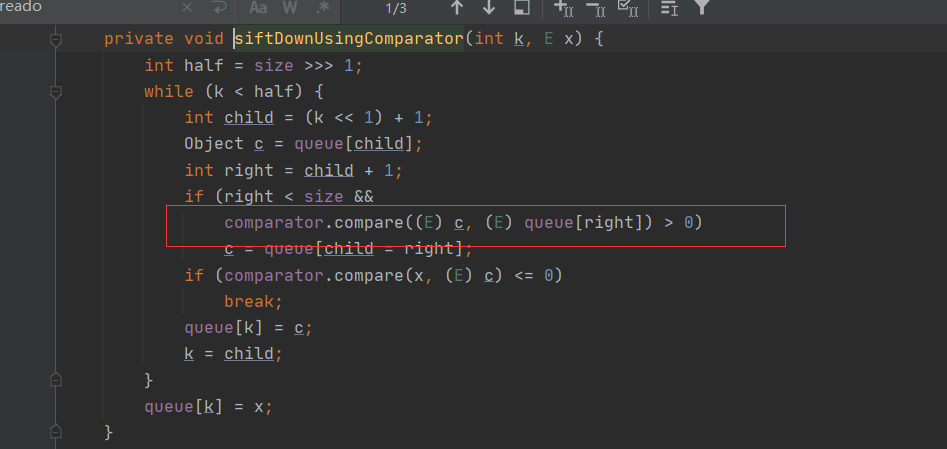 reado × Aa W .* 1/3
private void siftDownUsingComparator(int k, E x) {
int half = size >>> 1;
while (k < half) {
int child = (k << 1) + 1;
Object c = queue[child];
int right = child + 1;
if (right < size &&
comparator.compare((E) c, (E) queue[right]) > 0)
c = queue[child = right];
if (comparator.compare(x, (E) c) <= 0)
break;
queue[k] = c;
k = child;
}
queue[k] = x;
}